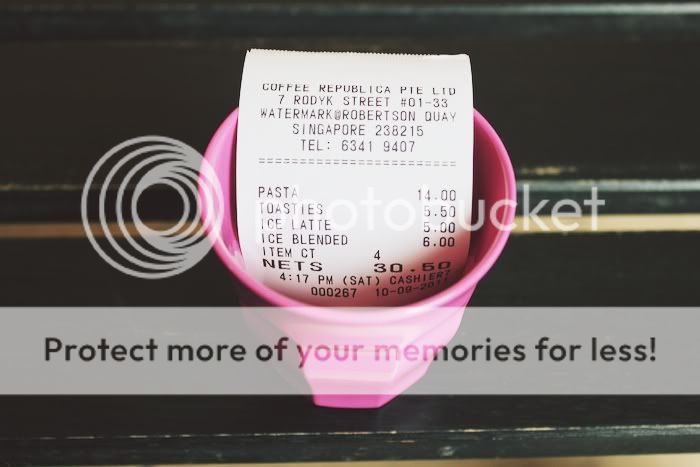 COFFEE REPUBLICA PTE LTD
7 RODYK STREET #01-33
WATERMARK@ROBERTSON QUAY
SINGAPORE 238215
TEL: 6341 9407
================================
PASTA 14.00
TOASTIES 5.50
ICE LATTE 5.00
ICE BLENDED 6.00
ITEM CT 4
NETS 30.50
4:17 PM (SAT) CASHIER
000267 10-09-
photobucket
Protect more of your memories for less!